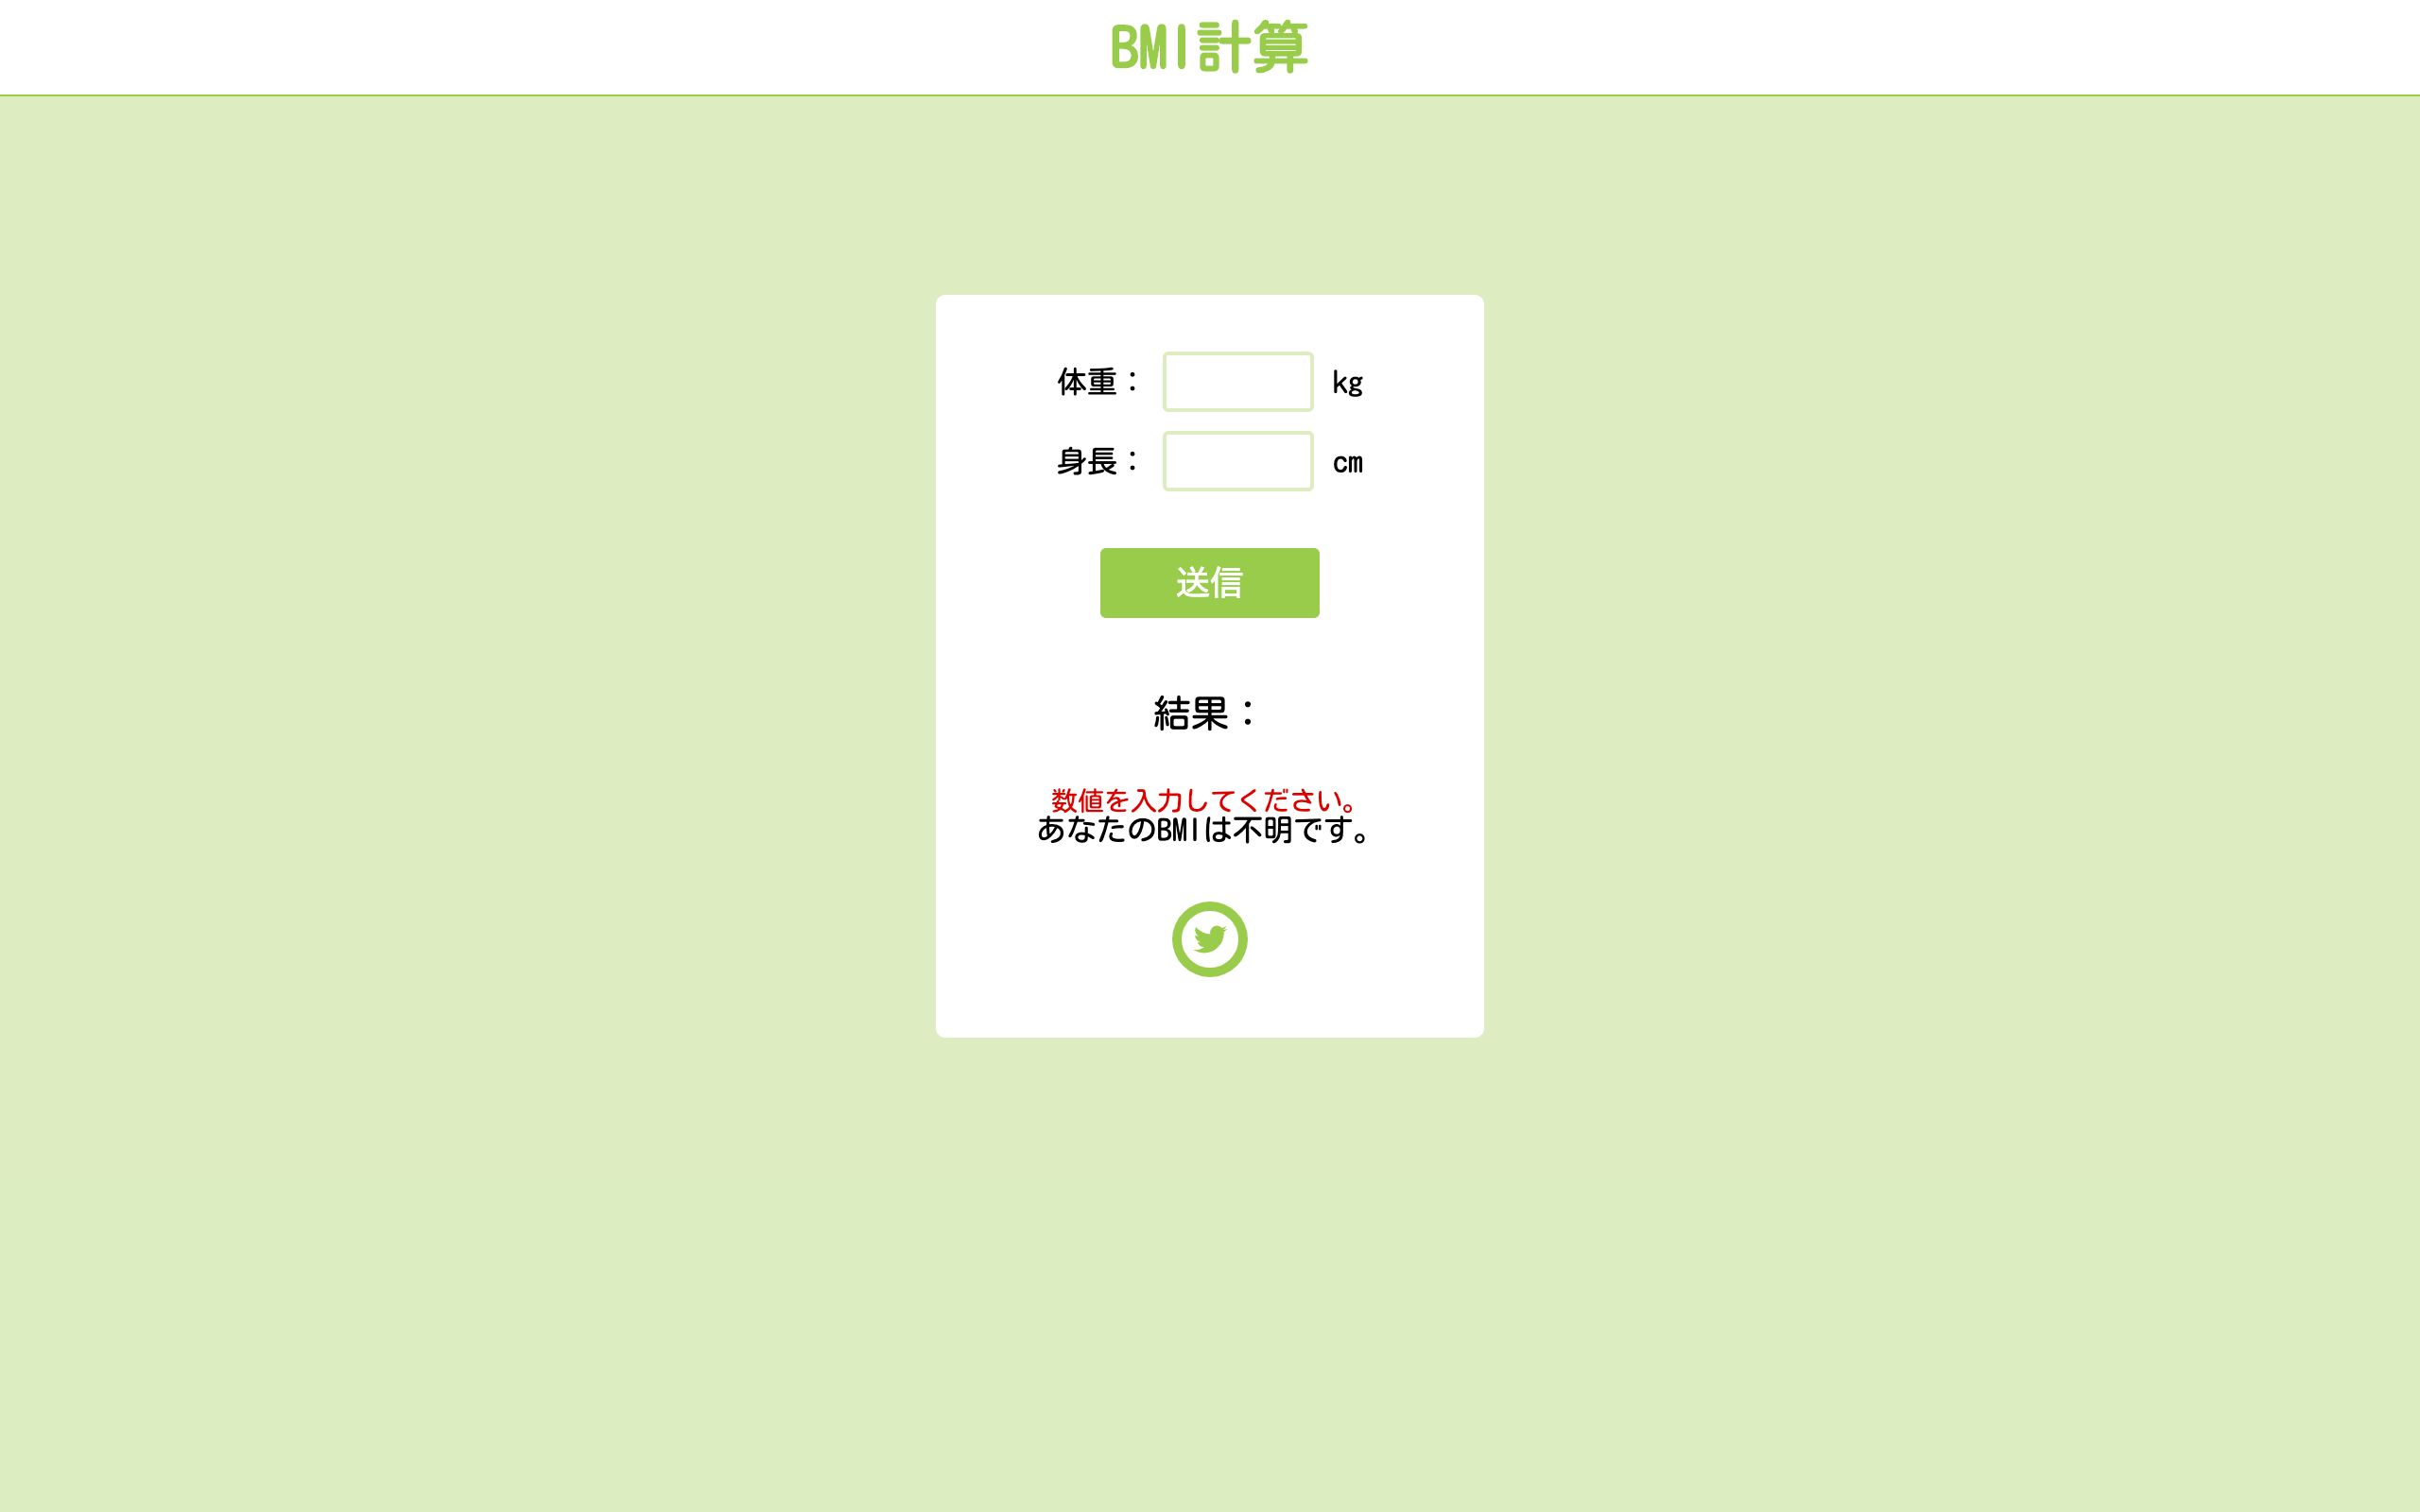 BMI計算
体重： kg
身長： cm
送信
結果：
数値を入力してください。
あなたのBMIは不明です。